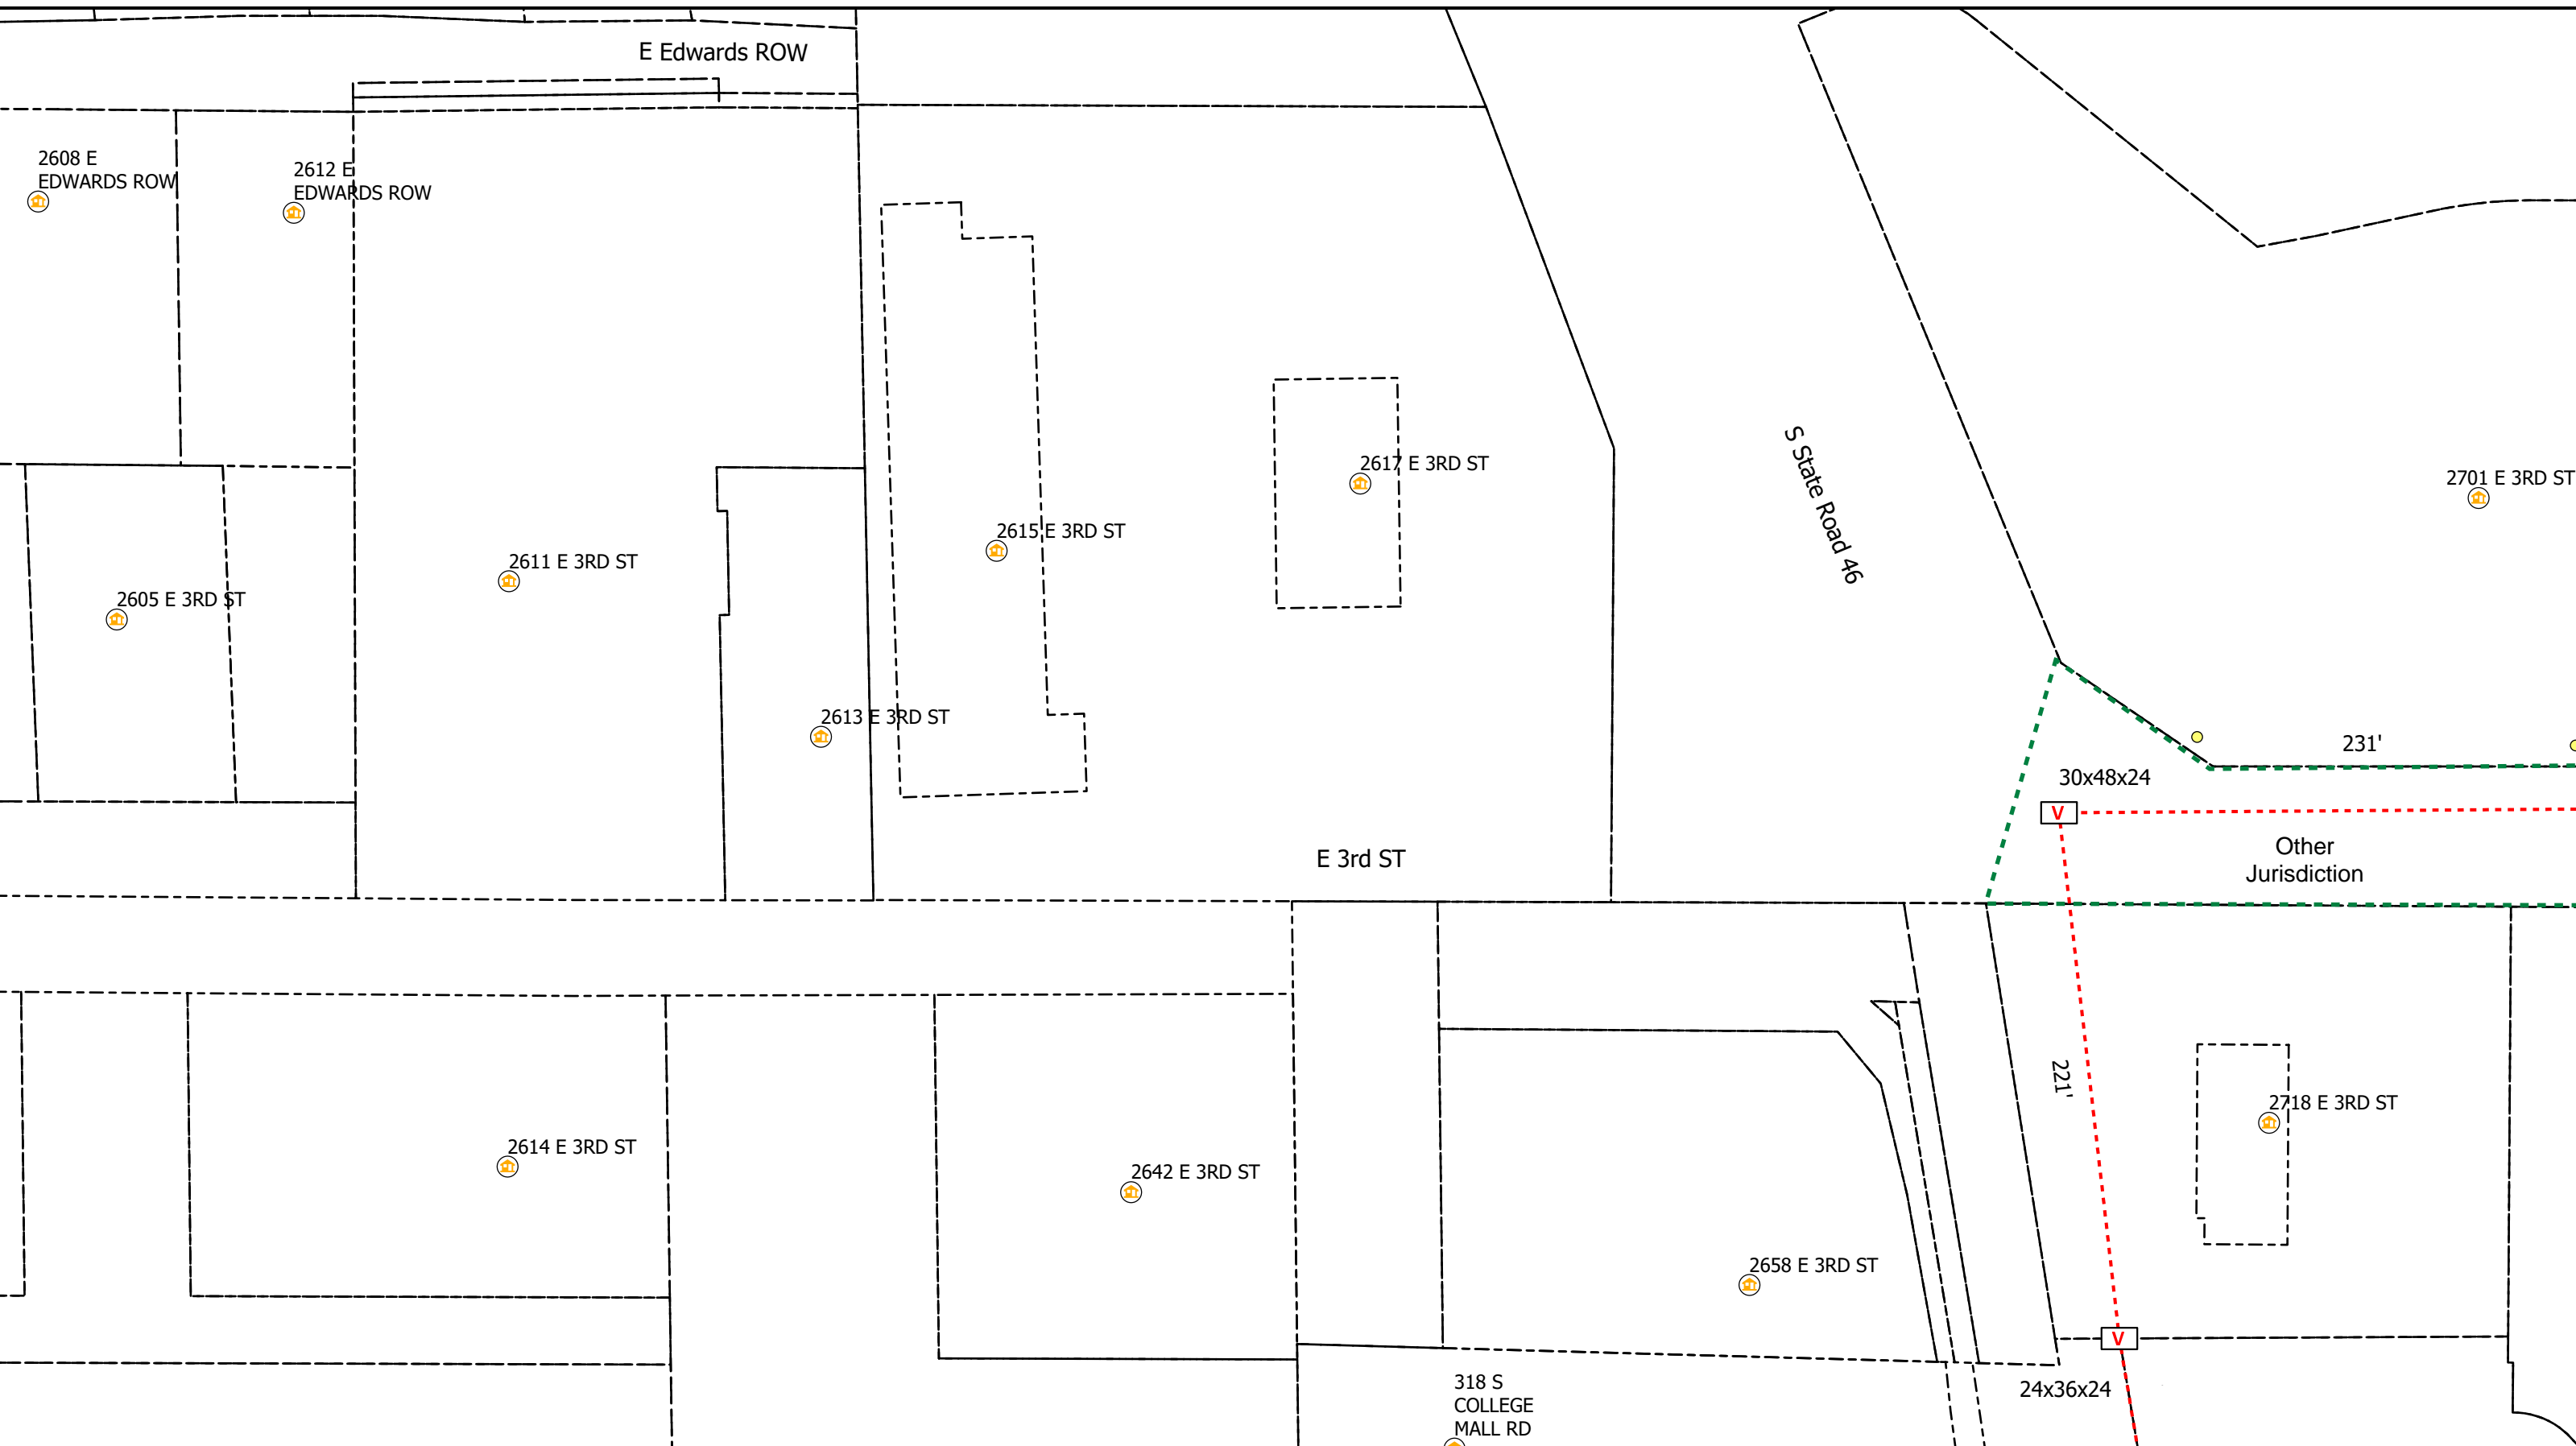 E Edwards ROW
2608 E
EDWARDS ROW
2612 E
EDWARDS ROW
2617 E 3RD ST
S State Road 46
2701 E 3RD ST
2615 E 3RD ST
2611 E 3RD ST
2605 E 3RD ST
2613 E 3RD ST
231'
30x48x24
V
E 3rd ST
Other
Jurisdiction
221'
2718 E 3RD ST
2614 E 3RD ST
2642 E 3RD ST
2658 E 3RD ST
V
24x36x24
318 S
COLLEGE
MALL RD